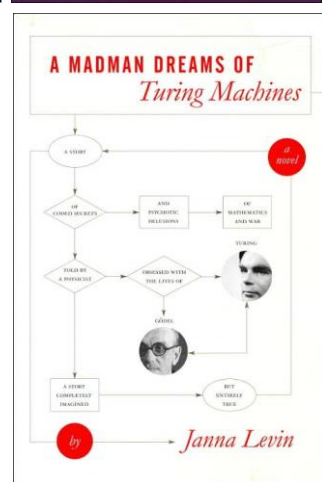 A MADMAN DREAMS OF
Turing Machines
a
novel
A STORY
OF
CODED SECRETS
AND
PSYCHOTIC
DELUSIONS
OF
MATHEMATICS
AND WAR
TURING
TOLD BY
A PHYSICIST
OBSESSED WITH
THE LIVES OF
GÖDEL
A STORY
COMPLETELY
IMAGINED
BUT
ENTIRELY
TRUE
by
Janna Levin